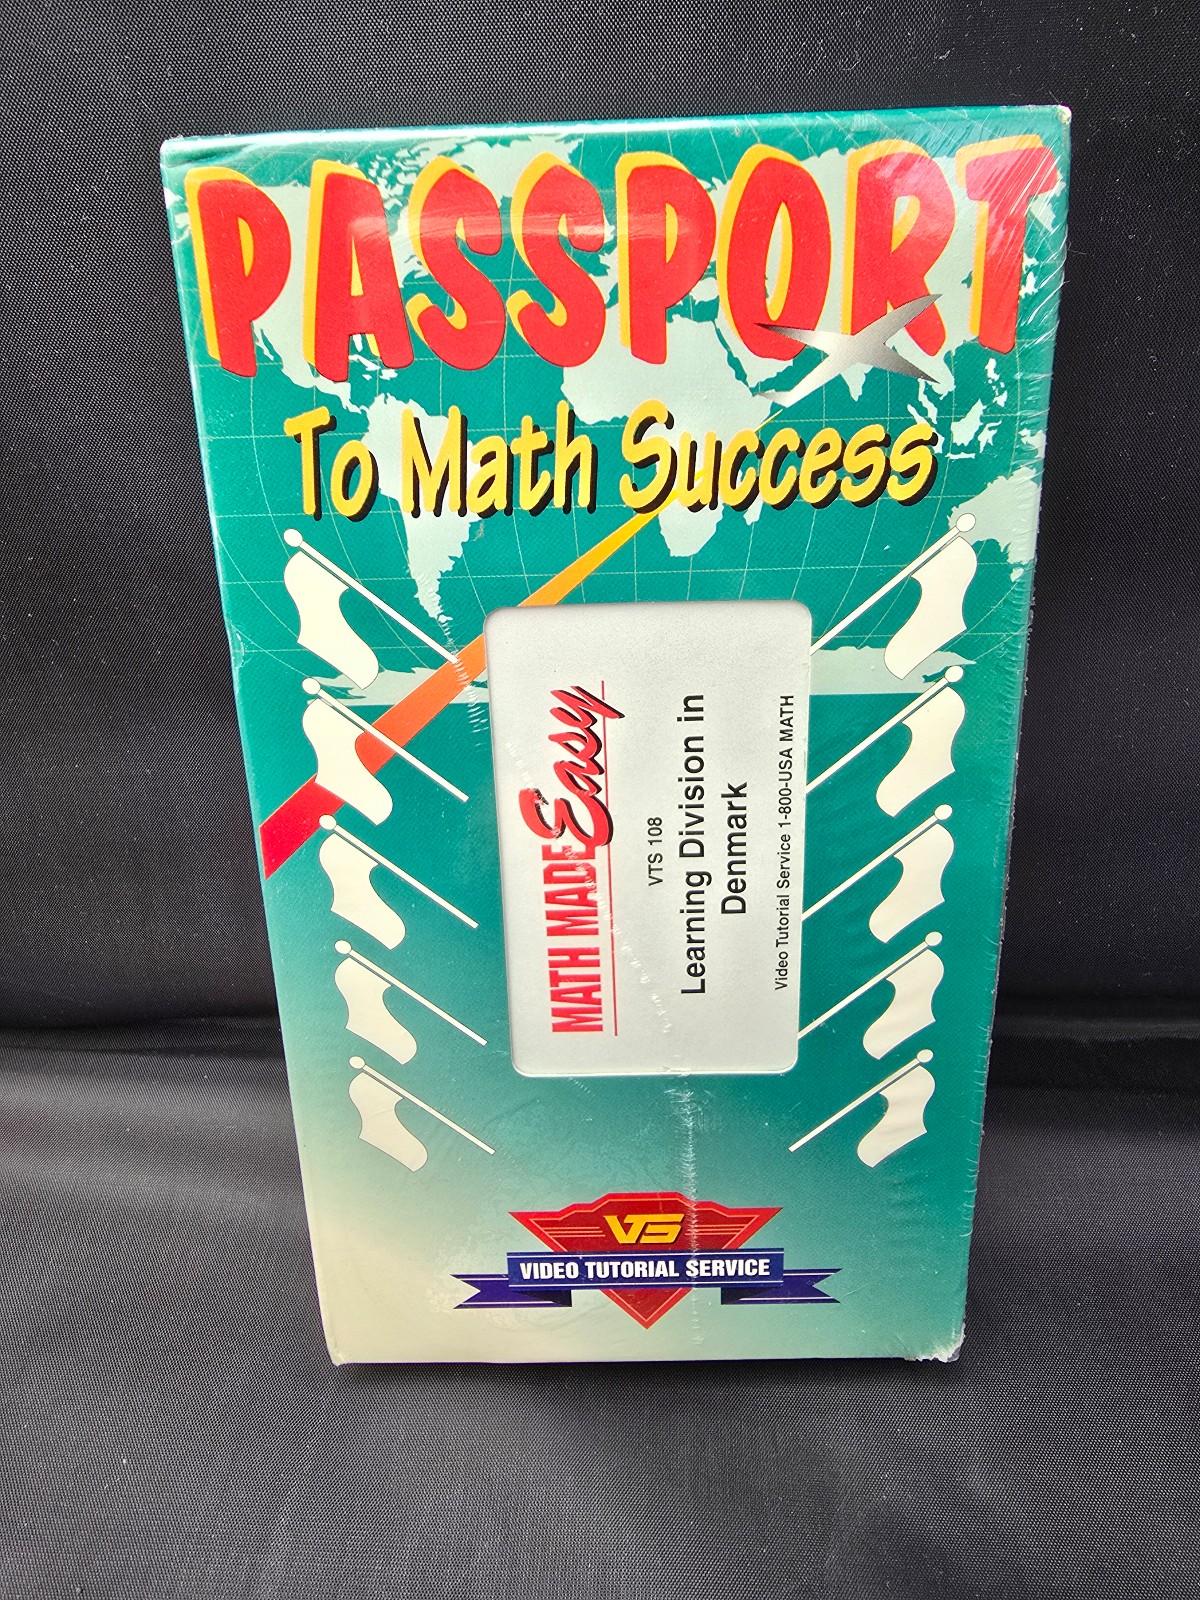 PASSPORT
To Math Success
MATH MADE Easy
VTS 108
Learning Division in
Denmark
Video Tutorial Service 1-800-USA MATH
VTS
VIDEO TUTORIAL SERVICE